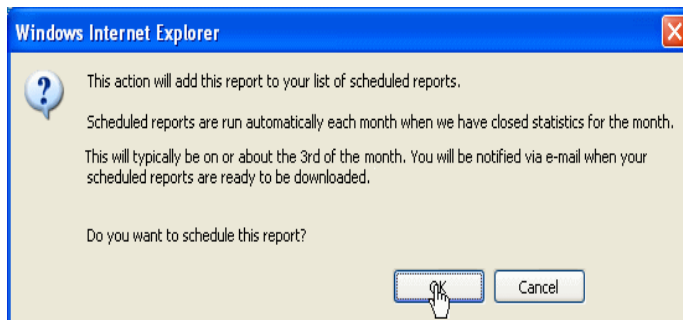 Windows Internet Explorer
This action will add this report to your list of scheduled reports.
Scheduled reports are run automatically each month when we have closed statistics for the month.
This will typically be on or about the 3rd of the month. You will be notified via e-mail when your
scheduled reports are ready to be downloaded.
Do you want to schedule this report?
OK
Cancel